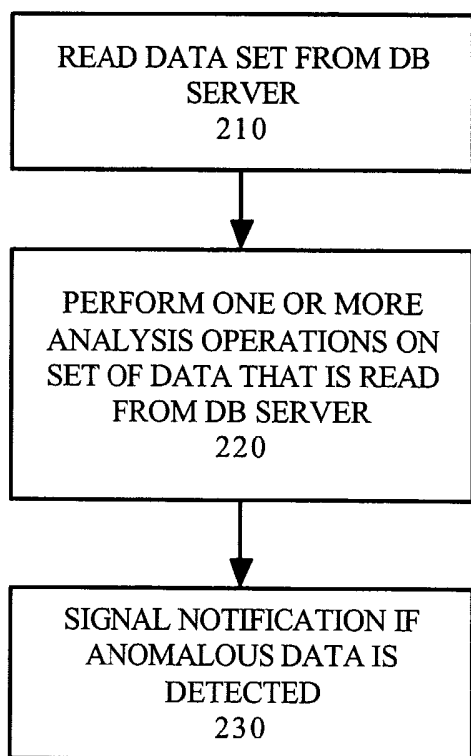 READ DATA SET FROM DB
SERVER
210
PERFORM ONE OR MORE
ANALYSIS OPERATIONS ON
SET OF DATA THAT IS READ
FROM DB SERVER
220
SIGNAL NOTIFICATION IF
ANOMALOUS DATA IS
DETECTED
230